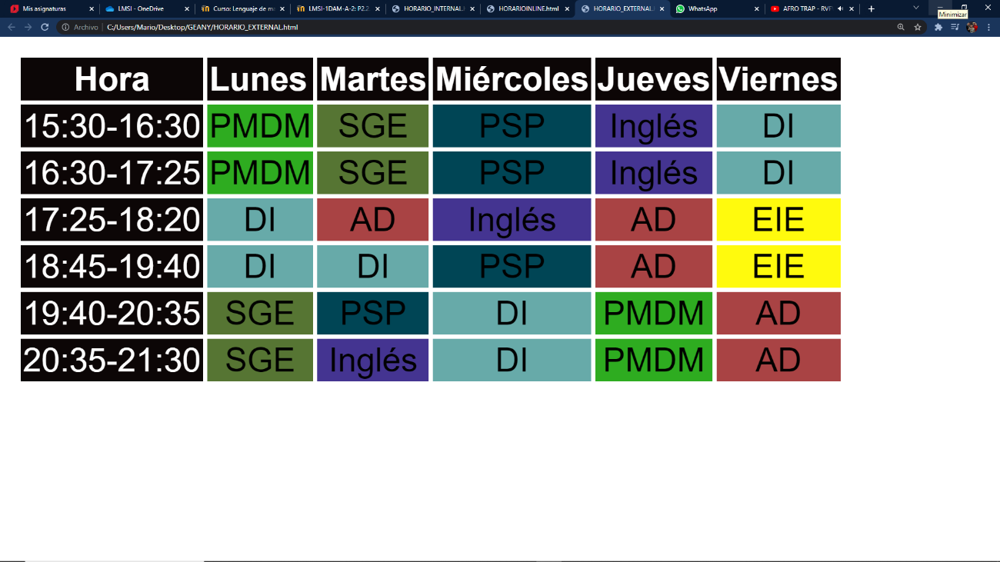 Mis asignaturas
LMSI - OneDrive
Curso: Lenguaje de ma
LMSI-1DAM-A-2: P2.2
HORARIO_INTERNAL.
HORARIOINLINE.html
HORARIO_EXTERNAL.
WhatsApp
AFRO TRAP - RVF
Minimizar
Archivo C:/Users/Mario/Desktop/GEANY/HORARIO_EXTERNAL.html
Hora Lunes Martes Miércoles Jueves Viernes
15:30-16:30 PMDM SGE PSP Inglés DI
16:30-17:25 PMDM SGE PSP Inglés DI
17:25-18:20 DI AD Inglés AD EIE
18:45-19:40 DI DI PSP AD EIE
19:40-20:35 SGE PSP DI PMDM AD
20:35-21:30 SGE Inglés DI PMDM AD